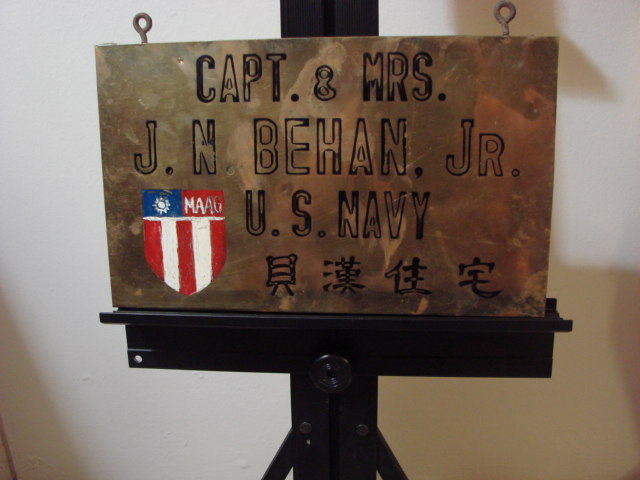 CAPT. & MRS.
J. N. BEHAN, JR.
MAAG
U.S. NAVY
貝漢住宅